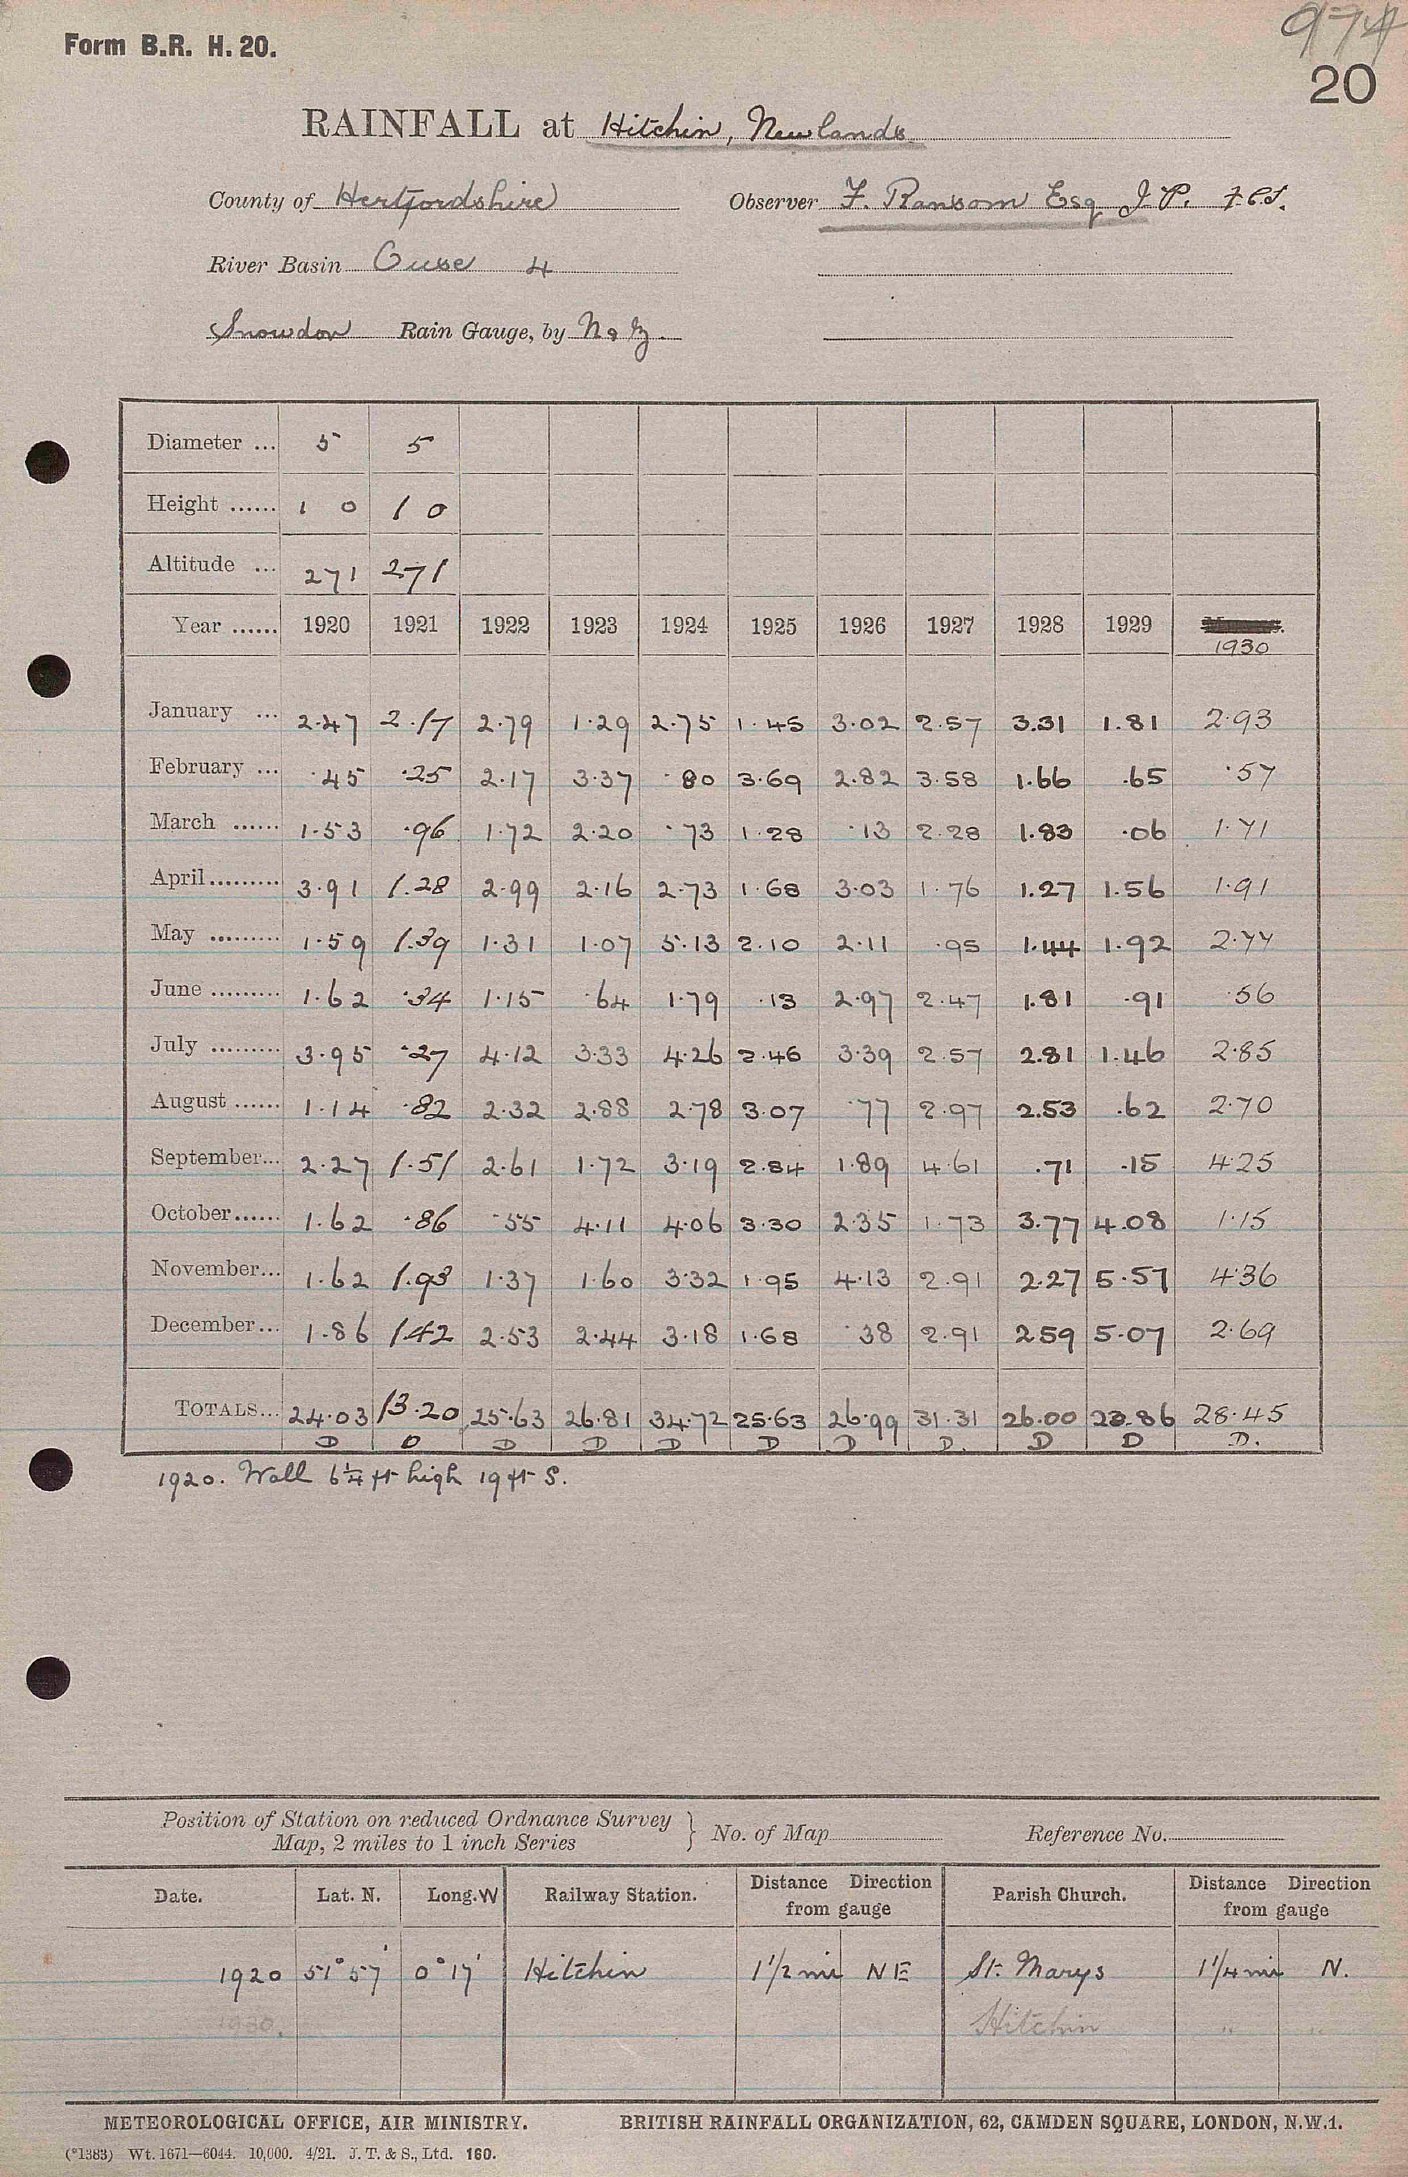 Form B.R. H. 20.
974
20
RAINFALL at Hitchin, Newlands
County of Hertfordshire Observer F. Ransom Esq J.P. F.C.S.
River Basin Ouse 4
Snowdon Rain Gauge, by N & Z.
Diameter ... 5 5
Height ...... 1 0 1 0
Altitude ... 271 271
Year ...... 1920 1921 1922 1923 1924 1925 1926 1927 1928 1929 1930
January ... 2.47 2.17 2.79 1.29 2.75 1.45 3.02 2.57 3.31 1.81 2.93
February ... .45 .25 2.17 3.37 .80 3.69 2.82 3.58 1.66 .65 .57
March ...... 1.53 .96 1.72 2.20 .73 1.28 .13 2.28 1.83 .06 1.71
April......... 3.91 1.28 2.99 2.16 2.73 1.68 3.03 1.76 1.27 1.56 1.91
May ......... 1.59 1.39 1.31 1.07 5.13 2.10 2.11 .95 1.44 1.92 2.77
June ......... 1.62 .34 1.15 .64 1.79 .13 2.97 2.47 1.81 .91 .56
July ......... 3.95 .27 4.12 3.33 4.26 2.46 3.39 2.57 2.81 1.46 2.85
August ...... 1.14 .82 2.32 2.88 2.78 3.07 .77 2.97 2.53 .62 2.70
September... 2.27 1.51 2.61 1.72 3.19 2.84 1.89 4.61 .71 .15 4.25
October...... 1.62 .86 .55 4.11 4.06 3.30 2.35 1.73 3.77 4.08 1.15
November... 1.62 1.93 1.37 1.60 3.32 1.95 4.13 2.91 2.27 5.57 4.36
December... 1.86 1.42 2.53 2.44 3.18 1.68 .38 2.91 2.59 5.07 2.69
TOTALS... 24.03 13.20 25.63 26.81 34.72 25.63 26.99 31.31 26.00 23.86 28.45
D D D D D D D D. D D D.
1920. Wall 6¼ ft high 19 ft S.
Position of Station on reduced Ordnance Survey Map, 2 miles to 1 inch Series } No. of Map Reference No.
Date. Lat. N. Long. W Railway Station. Distance Direction from gauge Parish Church. Distance Direction from gauge
1920 51° 57' 0° 17' Hitchin 1½ mi NE St. Marys 1¼ mi N.
1930. Hitchin " "
METEOROLOGICAL OFFICE, AIR MINISTRY. BRITISH RAINFALL ORGANIZATION, 62, CAMDEN SQUARE, LONDON, N.W.1.
(*1383) Wt. 1671—6044. 10,000. 4/21. J. T. & S., Ltd. 160.